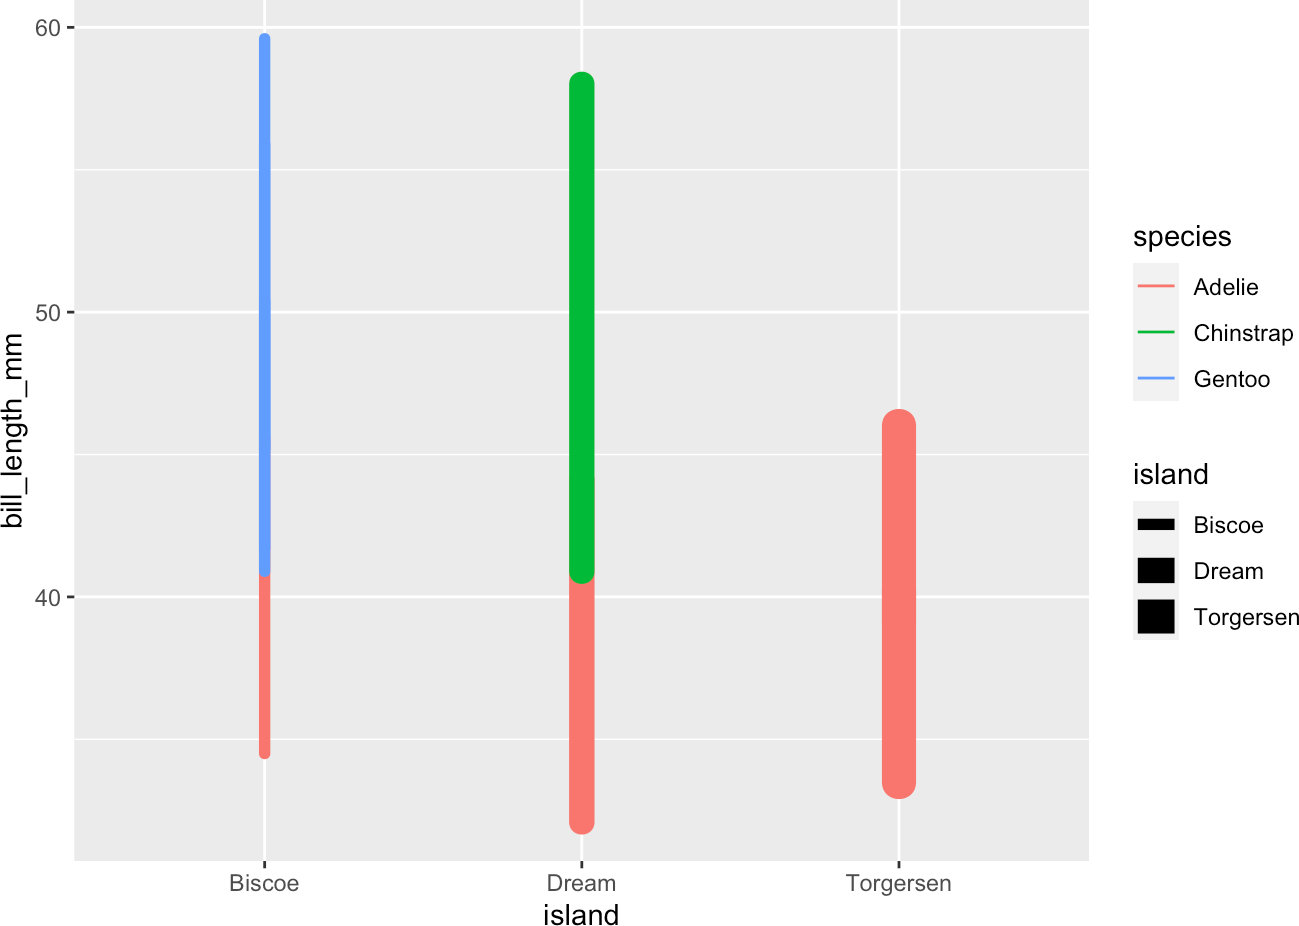 60
50
40
bill_length_mm
Biscoe
Dream
Torgersen
island
species
Adelie
Chinstrap
Gentoo
island
Biscoe
Dream
Torgersen